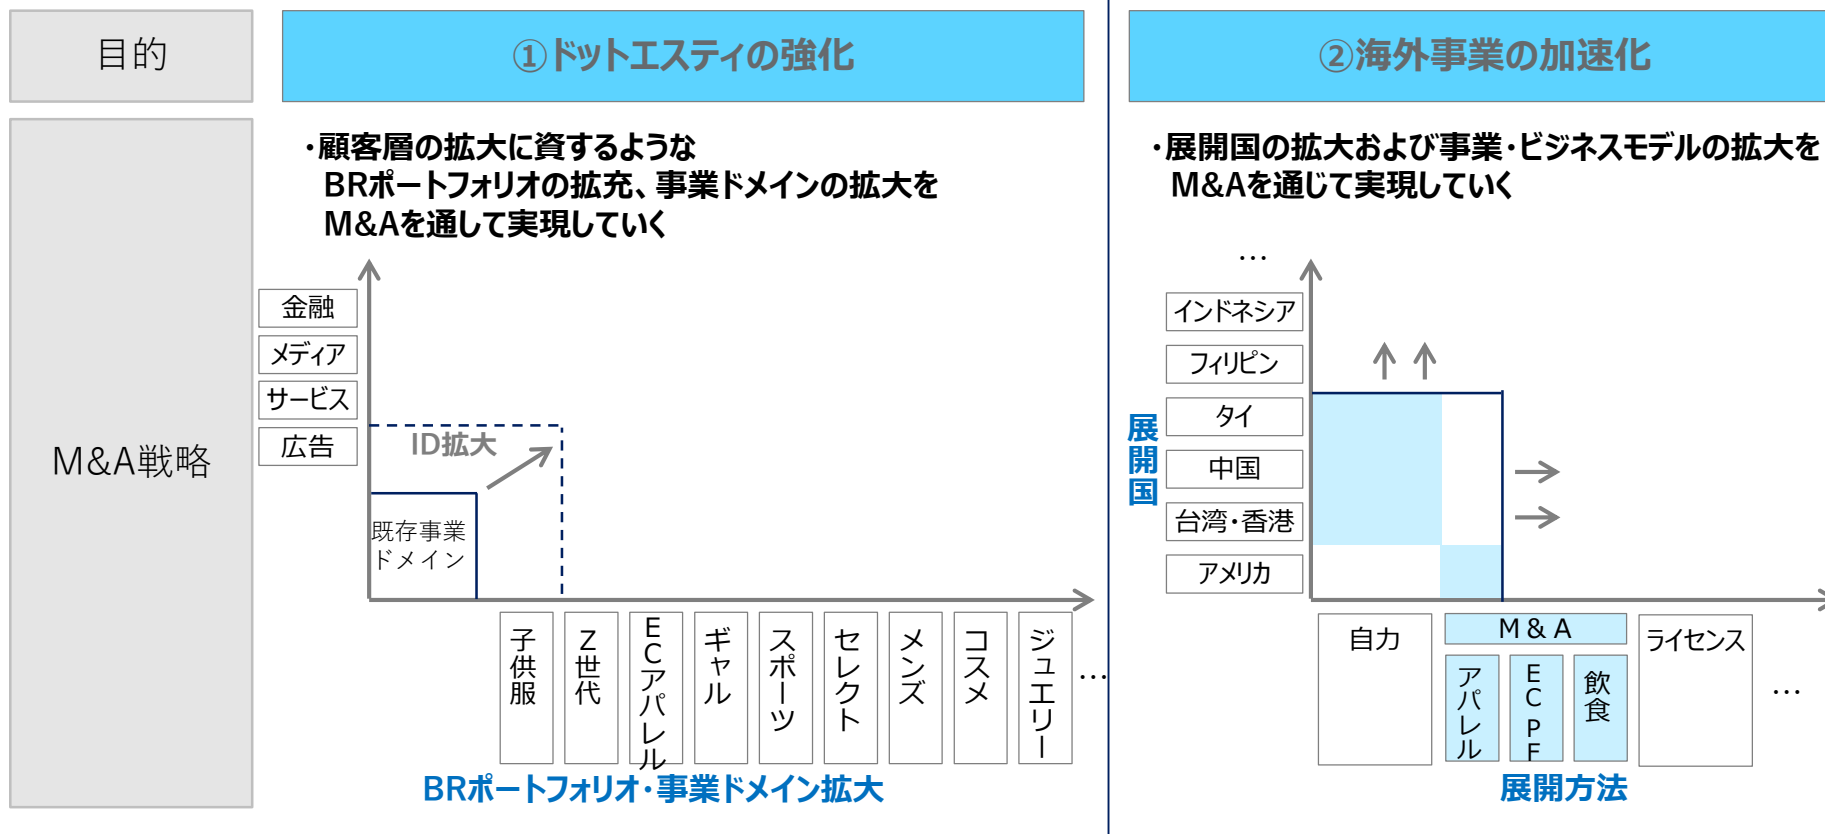 目的
①ドットエスティの強化
②海外事業の加速化
M&A戦略
・顧客層の拡大に資するような
BRポートフォリオの拡充、事業ドメインの拡大を
M&Aを通して実現していく
金融
メディア
サービス
広告
ID拡大
既存事業
ドメイン
子供服
Z世代
ECアパレル
ギャル
スポーツ
セレクト
メンズ
コスメ
ジュエリー
…
BRポートフォリオ・事業ドメイン拡大
・展開国の拡大および事業・ビジネスモデルの拡大を
M&Aを通じて実現していく
…
インドネシア
フィリピン
タイ
中国
台湾・香港
アメリカ
展開国
自力
M&A
アパレル
EC PF
飲食
ライセンス
…
展開方法